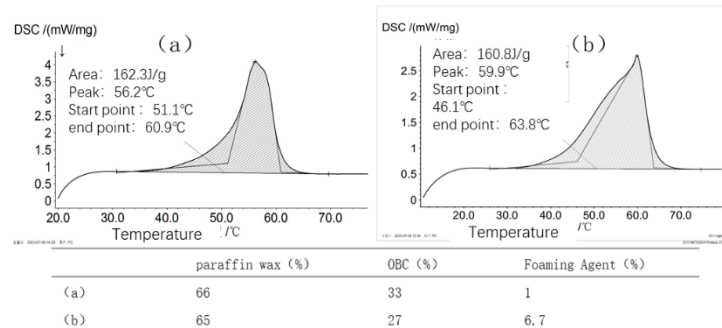 DSC /(mW/mg)
(a)
Area: 162.3J/g
Peak: 56.2℃
Start point: 51.1℃
end point: 60.9℃
4
3.5
3
2.5
2
1.5
1
0.5
0
20.0 30.0 40.0 50.0 60.0 70.0
Temperature /℃
DSC /(mW/mg)
(b)
Area: 160.8J/g
Peak: 59.9℃
Start point :
46.1℃
end point: 63.8℃
2.5
2.0
1.5
1.0
0.5
0
10.0 20.0 30.0 40.0 50.0 60.0 70.0
Temperature /℃
paraffin wax (%) OBC (%) Foaming Agent (%)
(a) 66 33 1
(b) 65 27 6.7